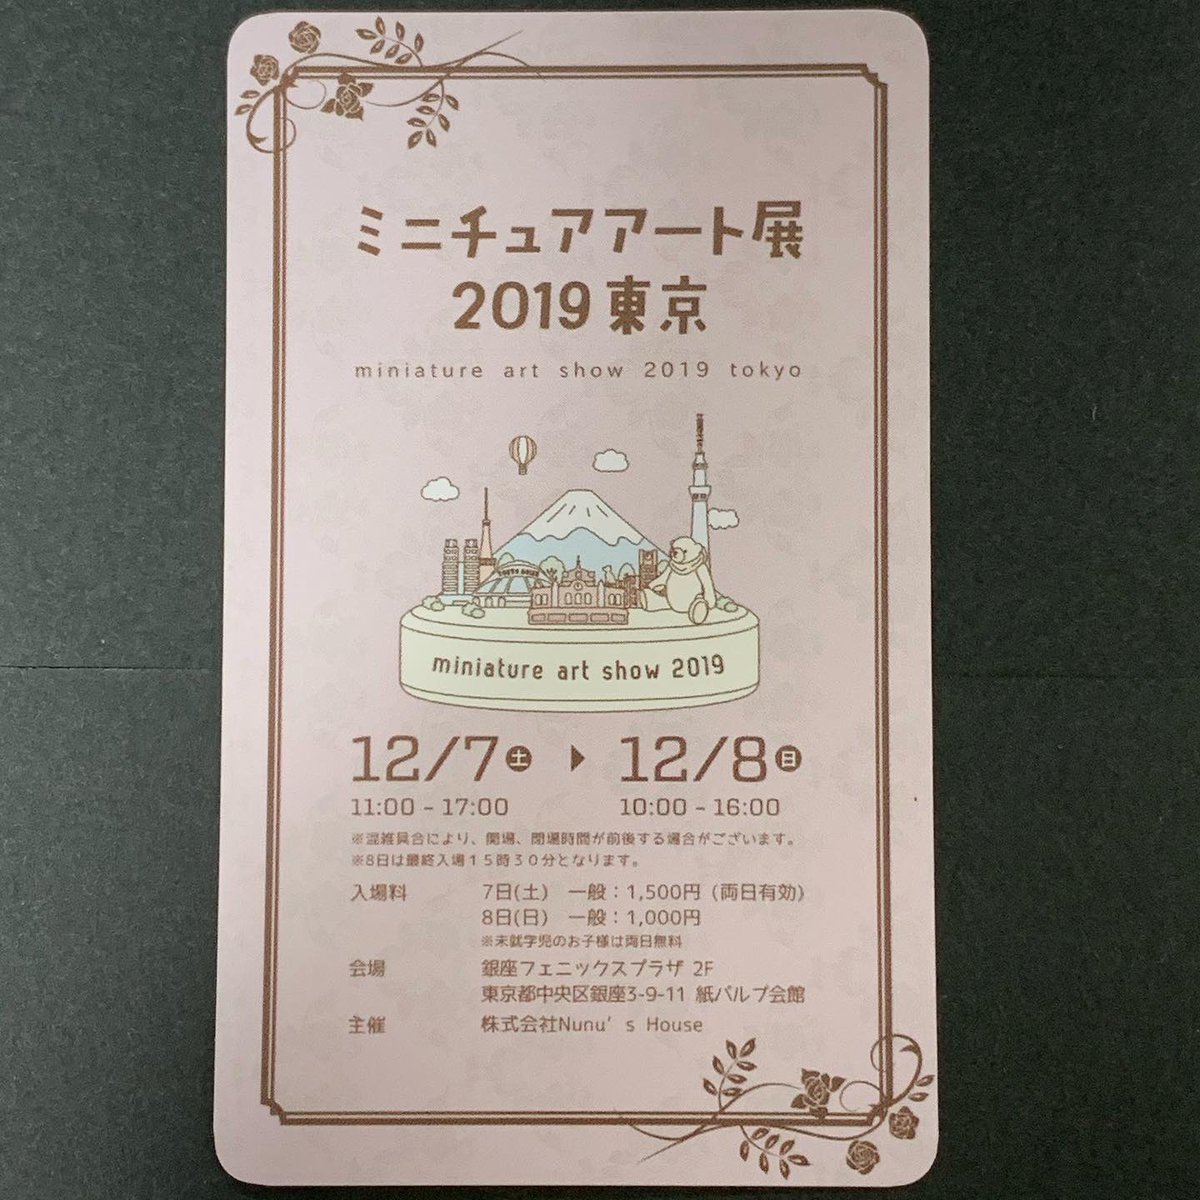 ミニチュアアート展
2019東京
miniature art show 2019 tokyo
TOKYO DOME
miniature art show 2019
12/7土 ▶ 12/8日
11:00 - 17:00 10:00 - 16:00
※混雑具合により、開場、閉場時間が前後する場合がございます。
※8日は最終入場15時30分となります。
入場料 7日(土) 一般：1,500円（両日有効）
8日(日) 一般：1,000円
※未就学児のお子様は両日無料
会場 銀座フェニックスプラザ 2F
東京都中央区銀座3-9-11 紙パルプ会館
主催 株式会社Nunu's House